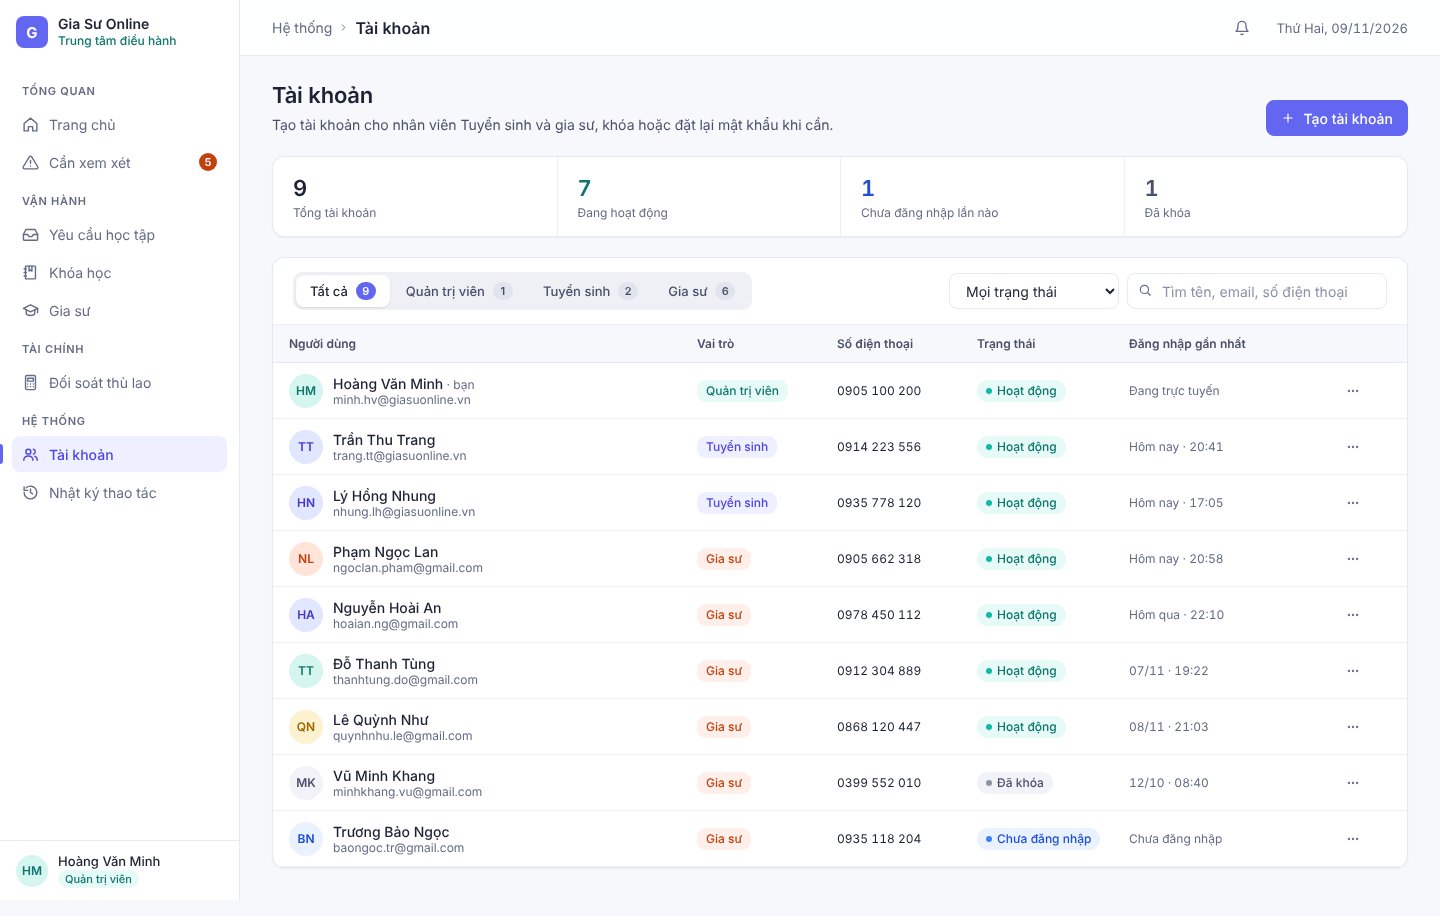 G
Gia Sư Online
Trung tâm điều hành
TỔNG QUAN
Trang chủ
Cần xem xét 5
VẬN HÀNH
Yêu cầu học tập
Khóa học
Gia sư
TÀI CHÍNH
Đối soát thù lao
HỆ THỐNG
Tài khoản
Nhật ký thao tác
HM Hoàng Văn Minh
Quản trị viên
Hệ thống › Tài khoản
Thứ Hai, 09/11/2026
Tài khoản
Tạo tài khoản cho nhân viên Tuyển sinh và gia sư, khóa hoặc đặt lại mật khẩu khi cần.
+ Tạo tài khoản
9 7 1 1
Tổng tài khoản Đang hoạt động Chưa đăng nhập lần nào Đã khóa
Tất cả 9 Quản trị viên 1 Tuyển sinh 2 Gia sư 6 Mọi trạng thái Tìm tên, email, số điện thoại
Người dùng Vai trò Số điện thoại Trạng thái Đăng nhập gần nhất
HM Hoàng Văn Minh · bạn Quản trị viên 0905 100 200 Hoạt động Đang trực tuyến ···
minh.hv@giasuonline.vn
TT Trần Thu Trang Tuyển sinh 0914 223 556 Hoạt động Hôm nay · 20:41 ···
trang.tt@giasuonline.vn
HN Lý Hồng Nhung Tuyển sinh 0935 778 120 Hoạt động Hôm nay · 17:05 ···
nhung.lh@giasuonline.vn
NL Phạm Ngọc Lan Gia sư 0905 662 318 Hoạt động Hôm nay · 20:58 ···
ngoclan.pham@gmail.com
HA Nguyễn Hoài An Gia sư 0978 450 112 Hoạt động Hôm qua · 22:10 ···
hoaian.ng@gmail.com
TT Đỗ Thanh Tùng Gia sư 0912 304 889 Hoạt động 07/11 · 19:22 ···
thanhtung.do@gmail.com
QN Lê Quỳnh Như Gia sư 0868 120 447 Hoạt động 08/11 · 21:03 ···
quynhnhu.le@gmail.com
MK Vũ Minh Khang Gia sư 0399 552 010 Đã khóa 12/10 · 08:40 ···
minhkhang.vu@gmail.com
BN Trương Bảo Ngọc Gia sư 0935 118 204 Chưa đăng nhập Chưa đăng nhập ···
baongoc.tr@gmail.com